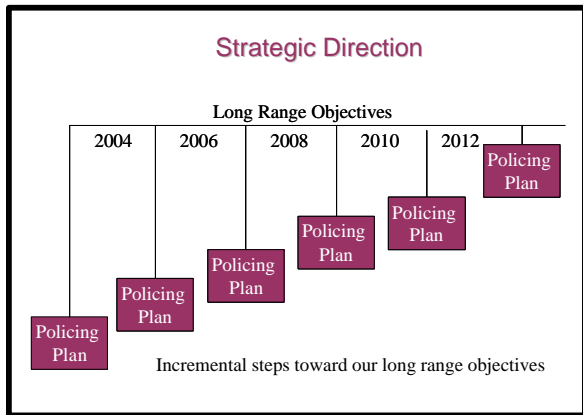 Strategic Direction
Long Range Objectives
2004 2006 2008 2010 2012
Policing
Plan
Policing
Plan
Policing
Plan
Policing
Plan
Policing
Plan
Policing
Plan
Incremental steps toward our long range objectives